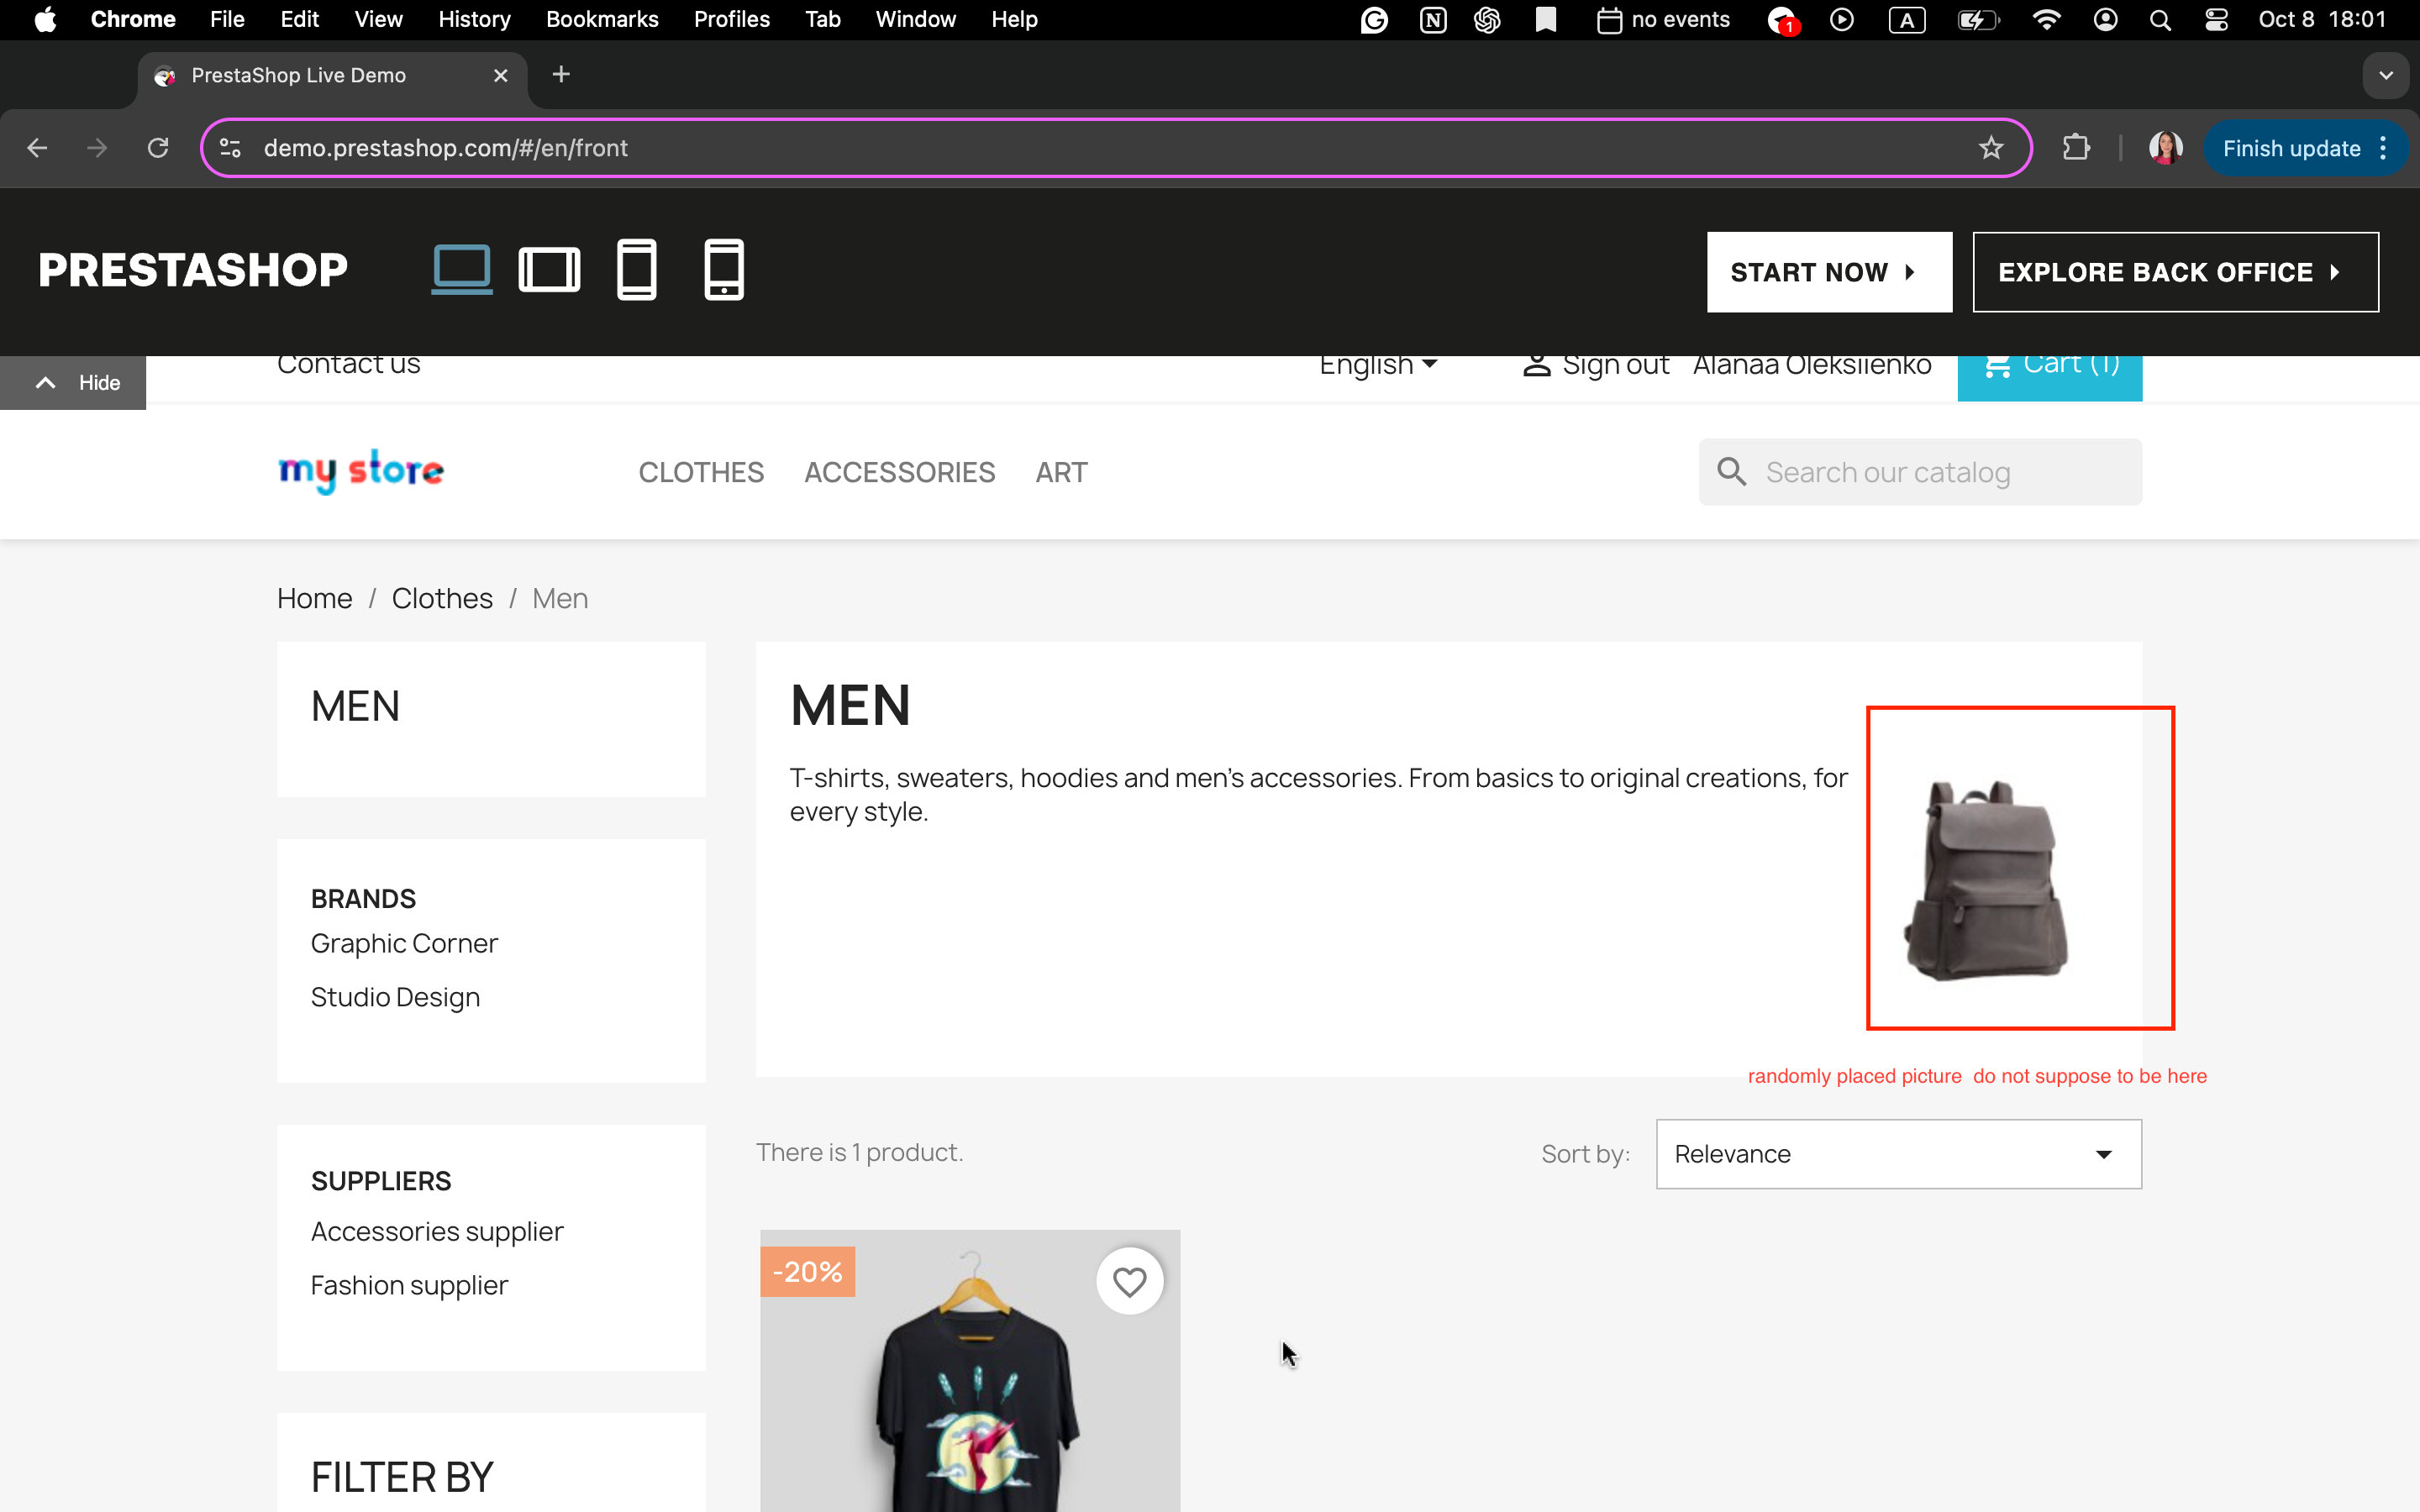 Chrome File Edit View History Bookmarks Profiles Tab Window Help no events 1 A Oct 8 18:01
PrestaShop Live Demo
demo.prestashop.com/#/en/front Finish update
PRESTASHOP START NOW EXPLORE BACK OFFICE
Hide
Contact us English Sign out Alanaa Oleksiienko Cart (1)
my store CLOTHES ACCESSORIES ART Search our catalog
Home / Clothes / Men
MEN
BRANDS
Graphic Corner
Studio Design
SUPPLIERS
Accessories supplier
Fashion supplier
FILTER BY
MEN
T-shirts, sweaters, hoodies and men's accessories. From basics to original creations, for
every style.
randomly placed picture do not suppose to be here
There is 1 product. Sort by: Relevance
-20%